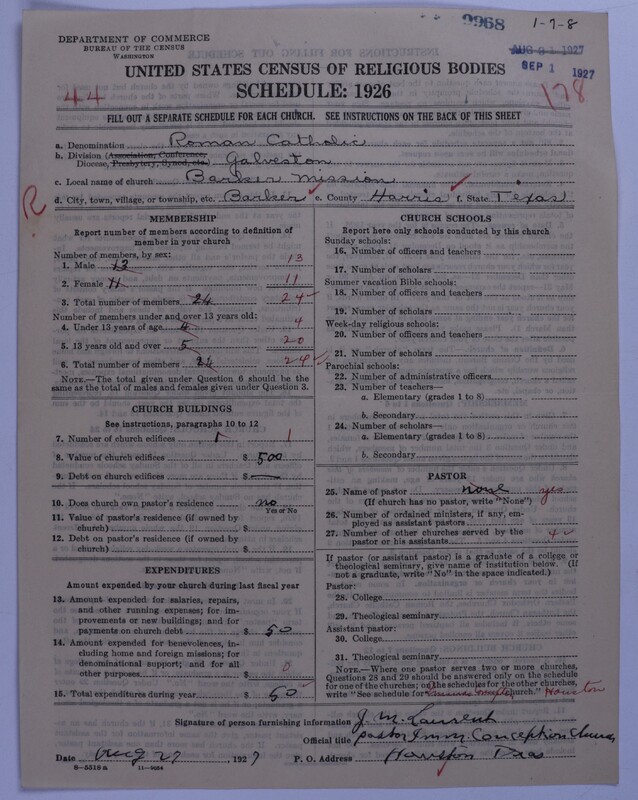 9968 1-7-8
DEPARTMENT OF COMMERCE
BUREAU OF THE CENSUS
WASHINGTON
AUG 31 1927
SEP 1 1927
UNITED STATES CENSUS OF RELIGIOUS BODIES
SCHEDULE: 1926
44 178
FILL OUT A SEPARATE SCHEDULE FOR EACH CHURCH. SEE INSTRUCTIONS ON THE BACK OF THIS SHEET
a. Denomination Roman Catholic
b. Division (Association, Conference,
Diocese, Presbytery, Synod, etc.) Galveston
c. Local name of church Barker Mission
d. City, town, village, or township, etc. Barker e. County Harris f. State Texas
R
MEMBERSHIP
Report number of members according to definition of
member in your church
Number of members, by sex:
1. Male 13 13
2. Female 11 11
3. Total number of members 24 24
Number of members under and over 13 years old:
4. Under 13 years of age 4 4
5. 13 years old and over 5 20
6. Total number of members 24 24
NOTE.—The total given under Question 6 should be the
same as the total of males and females given under Question 3.
CHURCH BUILDINGS
See instructions, paragraphs 10 to 12
7. Number of church edifices 1 1
8. Value of church edifices $ 500
9. Debt on church edifices $
10. Does church own pastor's residence no
Yes or No
11. Value of pastor's residence (if owned by
church) $
12. Debt on pastor's residence (if owned by
church) $
EXPENDITURES
Amount expended by your church during last fiscal year
13. Amount expended for salaries, repairs,
and other running expenses; for im-
provements or new buildings; and for
payments on church debt $ 50
14. Amount expended for benevolences, in-
cluding home and foreign missions; for
denominational support; and for all
other purposes $ 0
15. Total expenditures during year $ 50
CHURCH SCHOOLS
Report here only schools conducted by this church
Sunday schools:
16. Number of officers and teachers
17. Number of scholars
Summer vacation Bible schools:
18. Number of officers and teachers
19. Number of scholars
Week-day religious schools:
20. Number of officers and teachers
21. Number of scholars
Parochial schools:
22. Number of administrative officers
23. Number of teachers—
a. Elementary (grades 1 to 8)
b. Secondary
24. Number of scholars—
a. Elementary (grades 1 to 8)
b. Secondary
PASTOR
25. Name of pastor none yes
(If church has no pastor, write "None")
26. Number of ordained ministers, if any, em-
ployed as assistant pastors
27. Number of other churches served by the
pastor or his assistants 4
If pastor (or assistant pastor) is a graduate of a college or
theological seminary, give name of institution below. (If
not a graduate, write "No" in the space indicated.)
Pastor:
28. College
29. Theological seminary
Assistant pastor:
30. College
31. Theological seminary
NOTE.—Where one pastor serves two or more churches,
Questions 28 and 29 should be answered only on the schedule
for one of the churches; on the schedules for the other churches,
write "See schedule for church." Houston
Signature of person furnishing information J. M. Laurent
Official title pastor Imm. Conception Church
Date Aug 29, 1927 P. O. Address Houston Texas
8-5518 a 11-9684